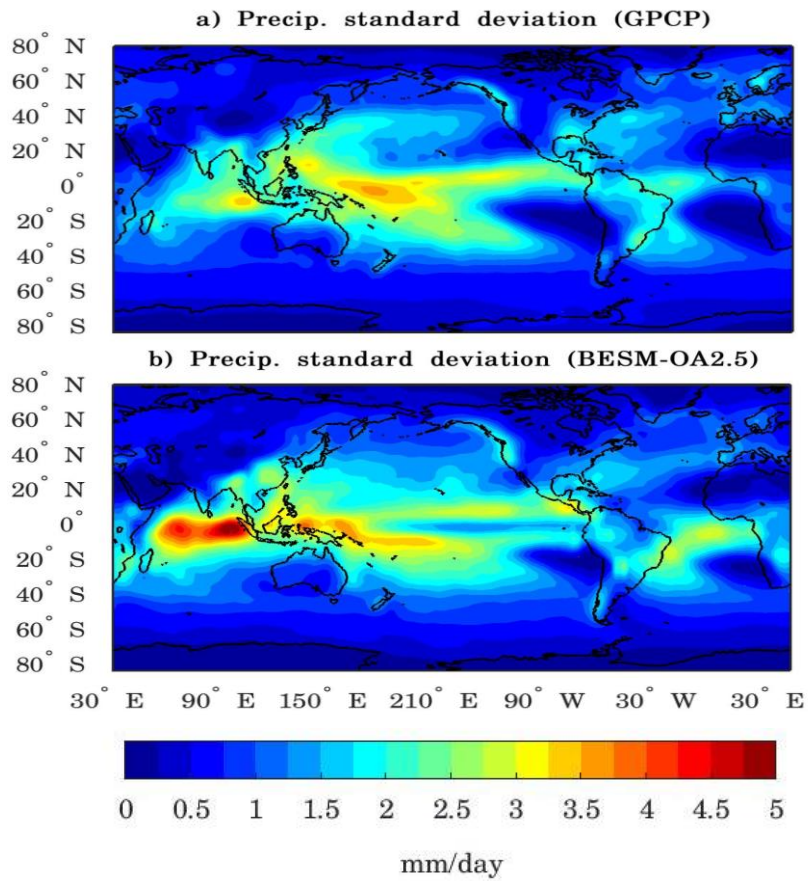 a) Precip. standard deviation (GPCP)
80° N
60° N
40° N
20° N
0°
20° S
40° S
60° S
80° S
b) Precip. standard deviation (BESM-OA2.5)
80° N
60° N
40° N
20° N
0°
20° S
40° S
60° S
80° S
30° E 90° E 150° E 210° E 90° W 30° W 30° E
0 0.5 1 1.5 2 2.5 3 3.5 4 4.5 5
mm/day